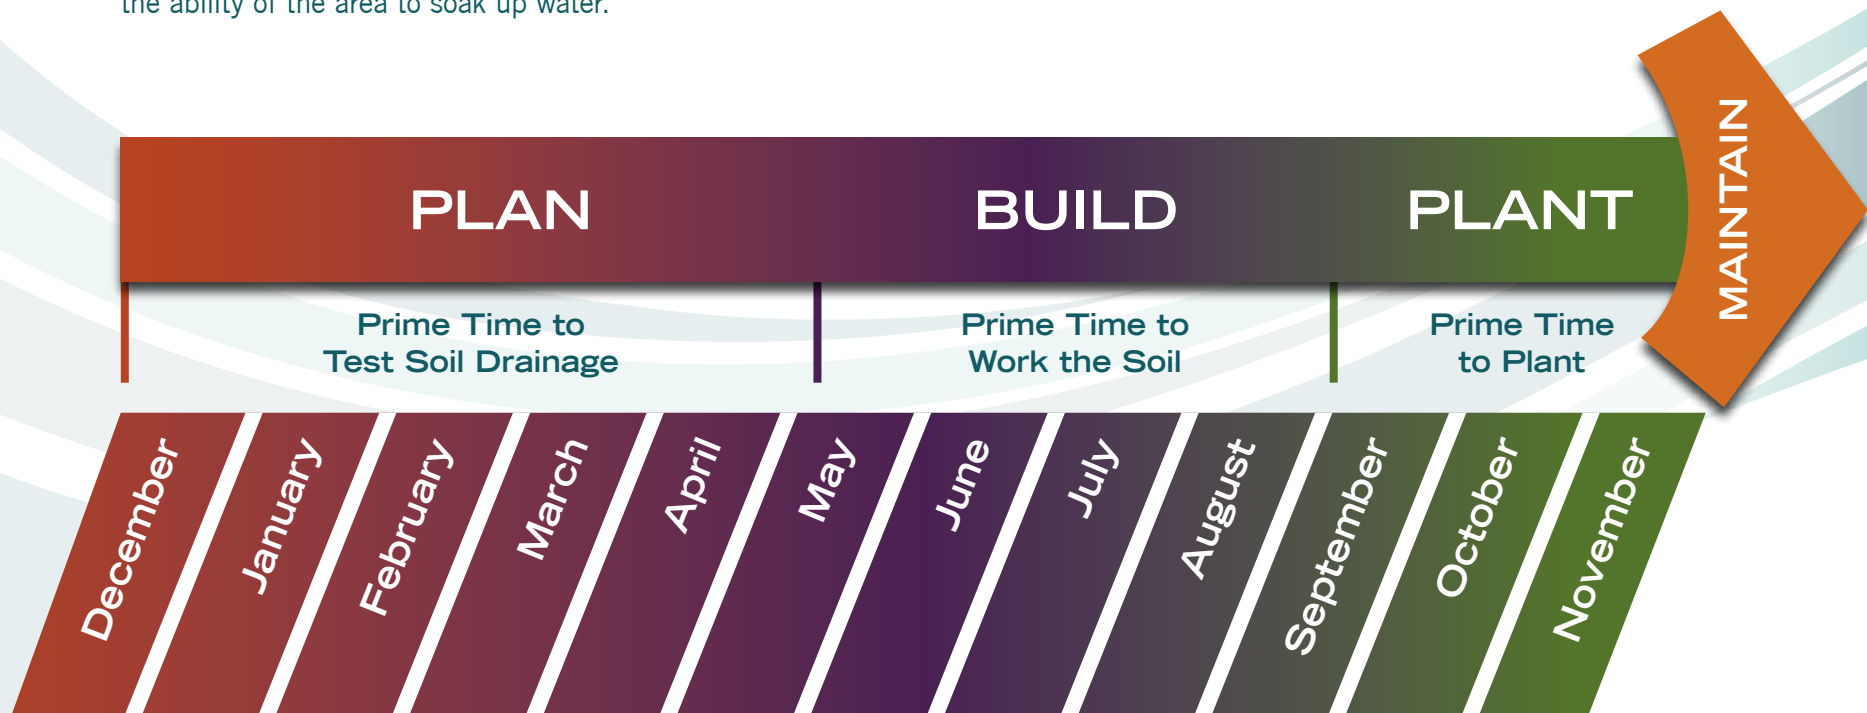 the ability of the area to soak up water.
PLAN
BUILD
PLANT
MAINTAIN
Prime Time to
Test Soil Drainage
Prime Time to
Work the Soil
Prime Time
to Plant
December
January
February
March
April
May
June
July
August
September
October
November